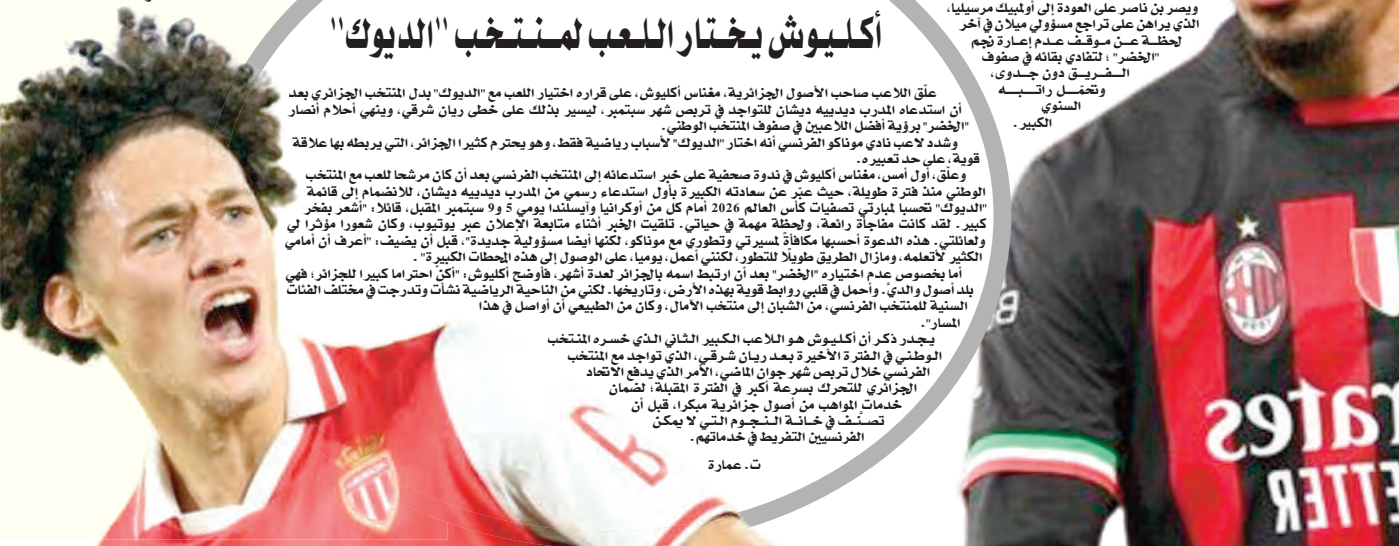 ويصر بن ناصر على العودة إلى أولمبيك مرسيليا،
الذي يراهن على تراجع مسؤولي ميلان في آخر
لحظة عن موقف عدم إعارة نجم
"الخضر" ؛ لتفادي بقائه في صفوف
الفريق دون جدوى،
وتحمّل راتبه
السنوي
الكبير.
أكليوش يختار اللعب لمنتخب "الديوك"
علّق اللاعب صاحب الأصول الجزائرية، مغناس أكليوش، على قراره اختيار اللعب مع "الديوك" بدل المنتخب الجزائري بعد
أن استدعاه المدرب ديدييه ديشان للتواجد في تربص شهر سبتمبر، ليسير بذلك على خطى ريان شرقي، وينهي أحلام أنصار
"الخضر" برؤية أفضل اللاعبين في صفوف المنتخب الوطني.
وشدد لاعب نادي موناكو الفرنسي أنه اختار "الديوك" لأسباب رياضية فقط، وهو يحترم كثيرا الجزائر، التي يربطه بها علاقة
قوية، على حد تعبيره.
وعلّق، أول أمس، مغناس أكليوش في ندوة صحفية على خبر استدعائه إلى المنتخب الفرنسي بعد أن كان مرشحا للعب مع المنتخب
الوطني منذ فترة طويلة، حيث عبّر عن سعادته الكبيرة بأول استدعاء رسمي من المدرب ديدييه ديشان، للانضمام إلى قائمة
"الديوك" تحسبا لمبارتي تصفيات كأس العالم 2026 أمام كل من أوكرانيا وآيسلندا يومي 5 و9 سبتمبر المقبل، قائلا: "أشعر بفخر
كبير. لقد كانت مفاجأة رائعة، ولحظة مهمة في حياتي. تلقيت الخبر أثناء متابعة الإعلان عبر يوتيوب، وكان شعورا مؤثرا لي
ولعائلتي. هذه الدعوة أحسبها مكافأةً لمسيرتي وتطوري مع موناكو، لكنها أيضا مسؤولية جديدة"، قبل أن يضيف: "أعرف أن أمامي
الكثير لأتعلمه، ومازال الطريق طويلًا للتطور، لكنني أعمل، يوميا، على الوصول إلى هذه المحطات الكبيرة".
أما بخصوص عدم اختياره "الخضر" بعد أن ارتبط اسمه بالجزائر لعدة أشهر، فأوضح أكليوش: "أكنّ احتراما كبيرا للجزائر؛ فهي
بلد أصول والديّ. وأحمل في قلبي روابط قوية بهذه الأرض، وتاريخها. لكني من الناحية الرياضية نشأت وتدرجت في مختلف الفئات
السنية للمنتخب الفرنسي، من الشبان إلى منتخب الآمال، وكان من الطبيعي أن أواصل في هذا
المسار".
يجدر ذكر أن أكليوش هو اللاعب الكبير الثاني الذي خسره المنتخب
الوطني في الفترة الأخيرة بعد ريان شرقي، الذي تواجد مع المنتخب
الفرنسي خلال تربص شهر جوان الماضي، الأمر الذي يدفع الاتحاد
الجزائري للتحرك بسرعة أكبر في الفترة المقبلة؛ لضمان
خدمات المواهب من أصول جزائرية مبكرا، قبل أن
تصنّف في خانة النجوم التي لا يمكن
الفرنسيين التفريط في خدماتهم.
ت. عمارة